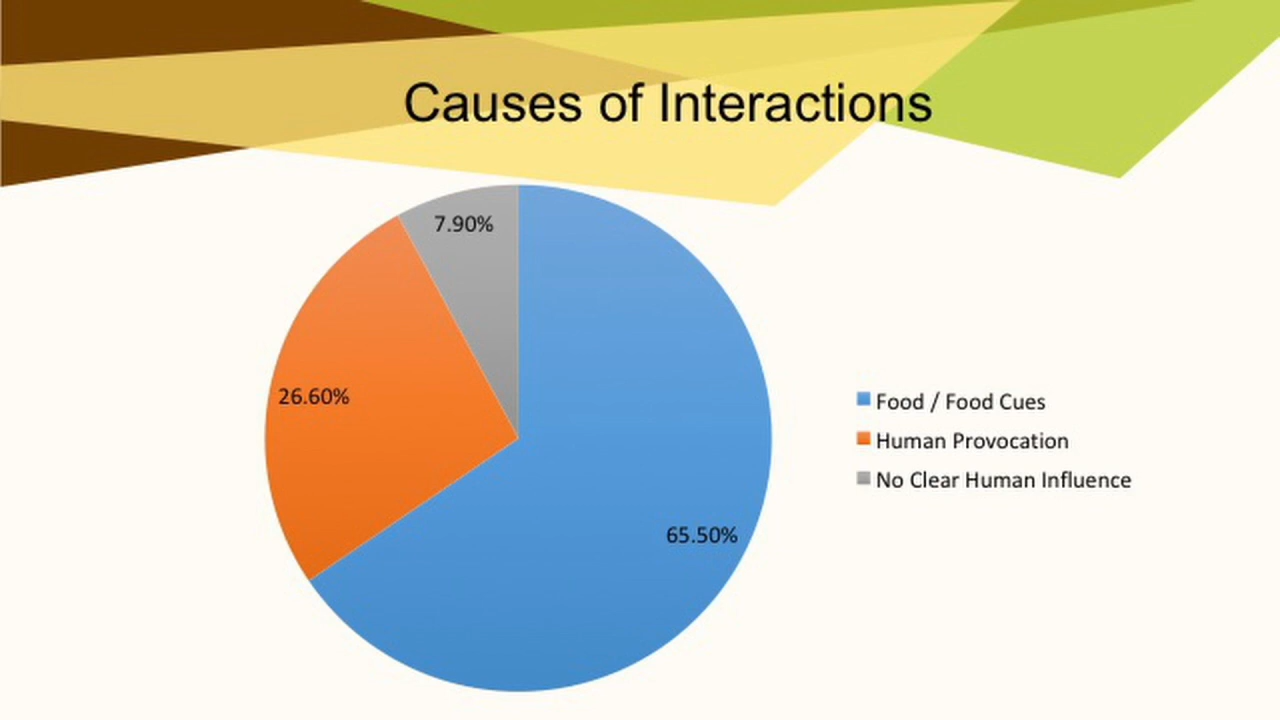 Causes of Interactions
7.90%
26.60%
65.50%
Food / Food Cues
Human Provocation
No Clear Human Influence